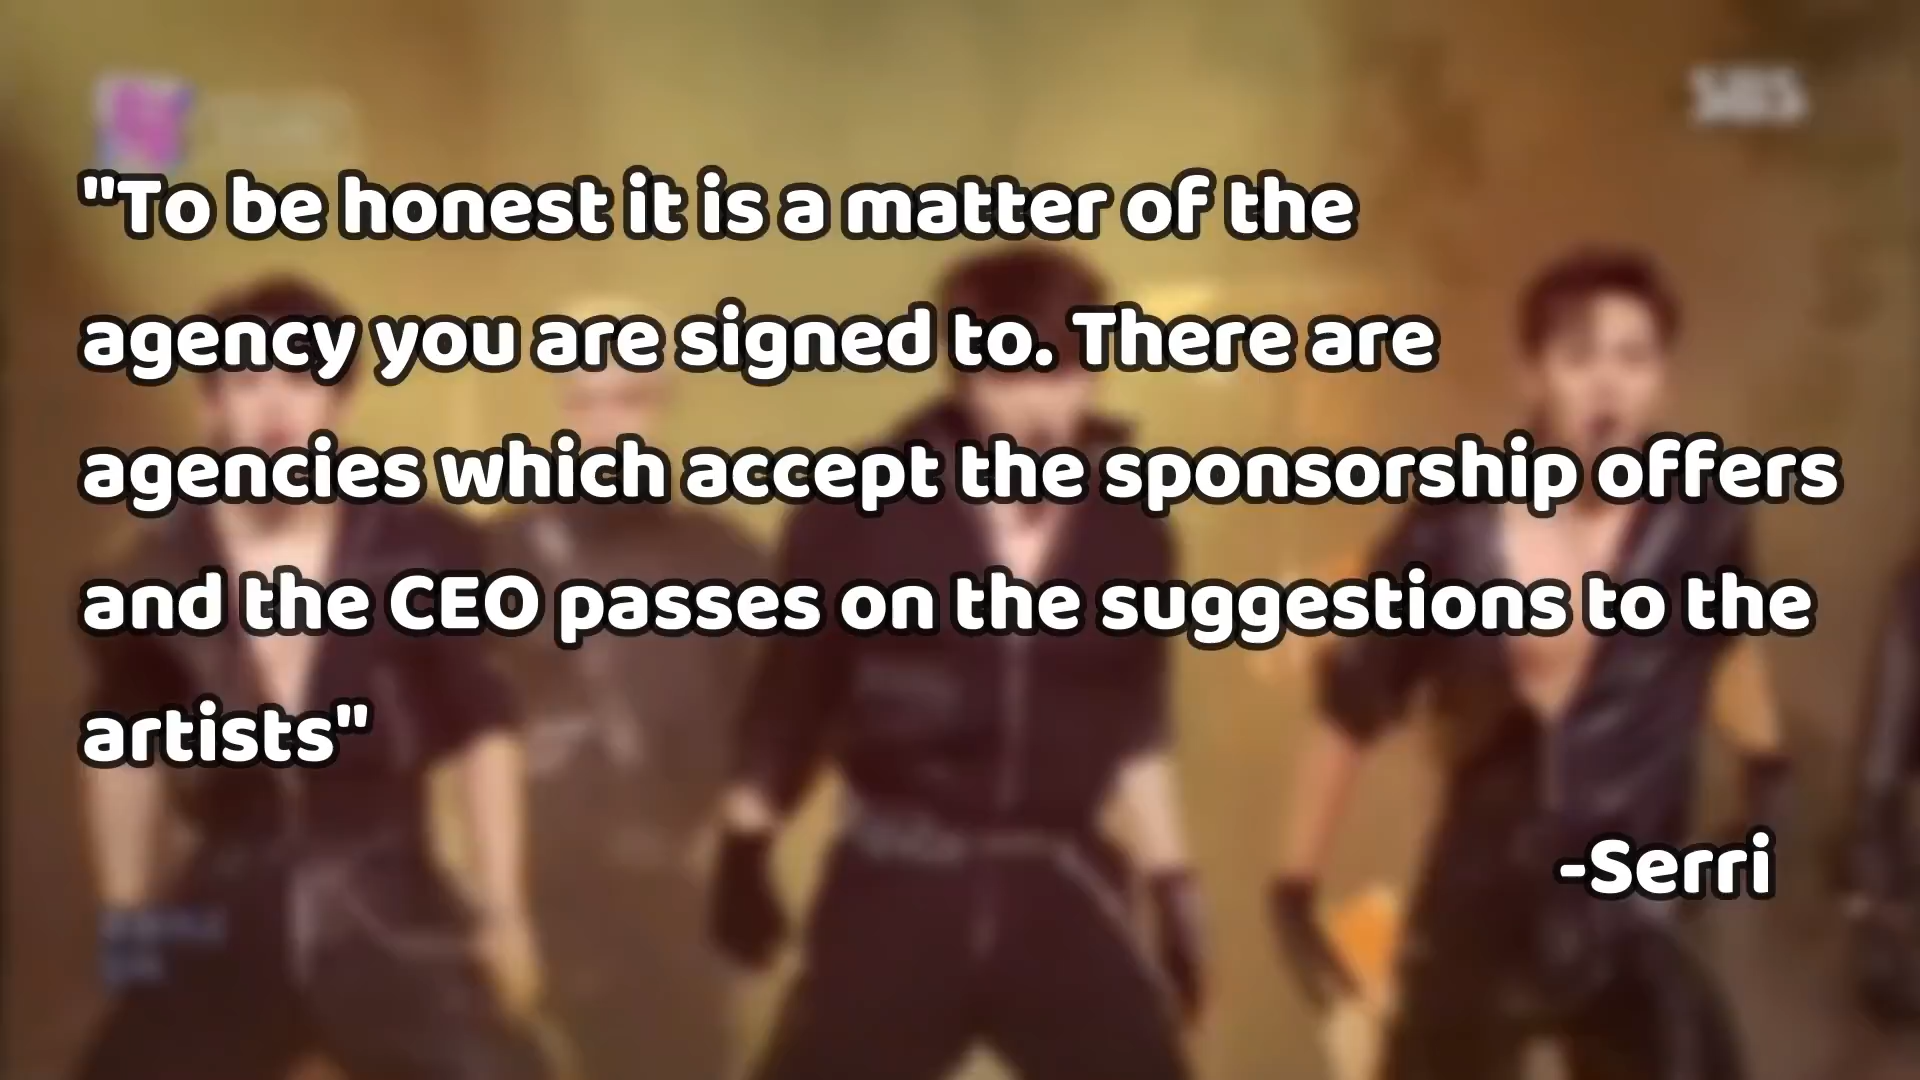 SBS
"To be honest it is a matter of the
agency you are signed to. There are
agencies which accept the sponsorship offers
and the CEO passes on the suggestions to the
artists"
-Serri